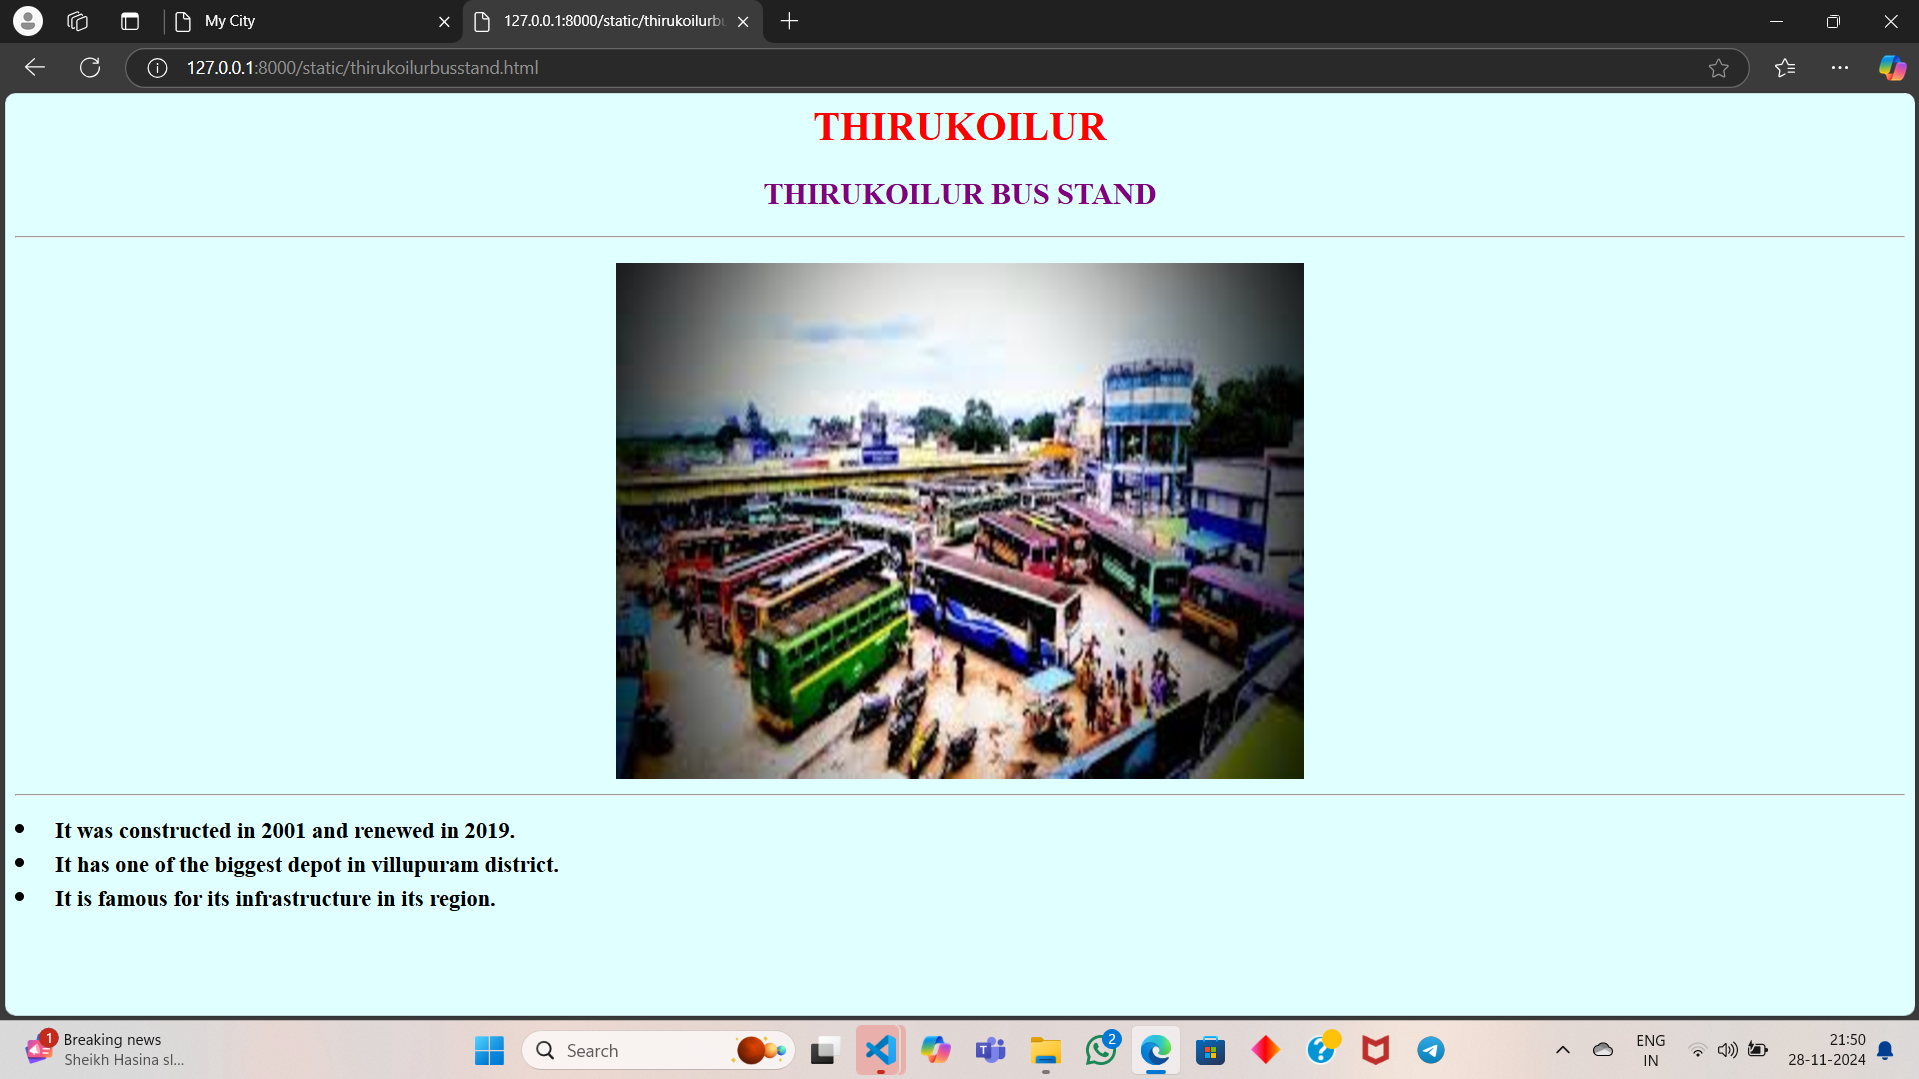 My City
127.0.0.1:8000/static/thirukoilurbu
127.0.0.1:8000/static/thirukoilurbusstand.html
THIRUKOILUR
THIRUKOILUR BUS STAND
It was constructed in 2001 and renewed in 2019.
It has one of the biggest depot in villupuram district.
It is famous for its infrastructure in its region.
1
Breaking news
Sheikh Hasina sl...
Search
2
ENG
IN
21:50
28-11-2024